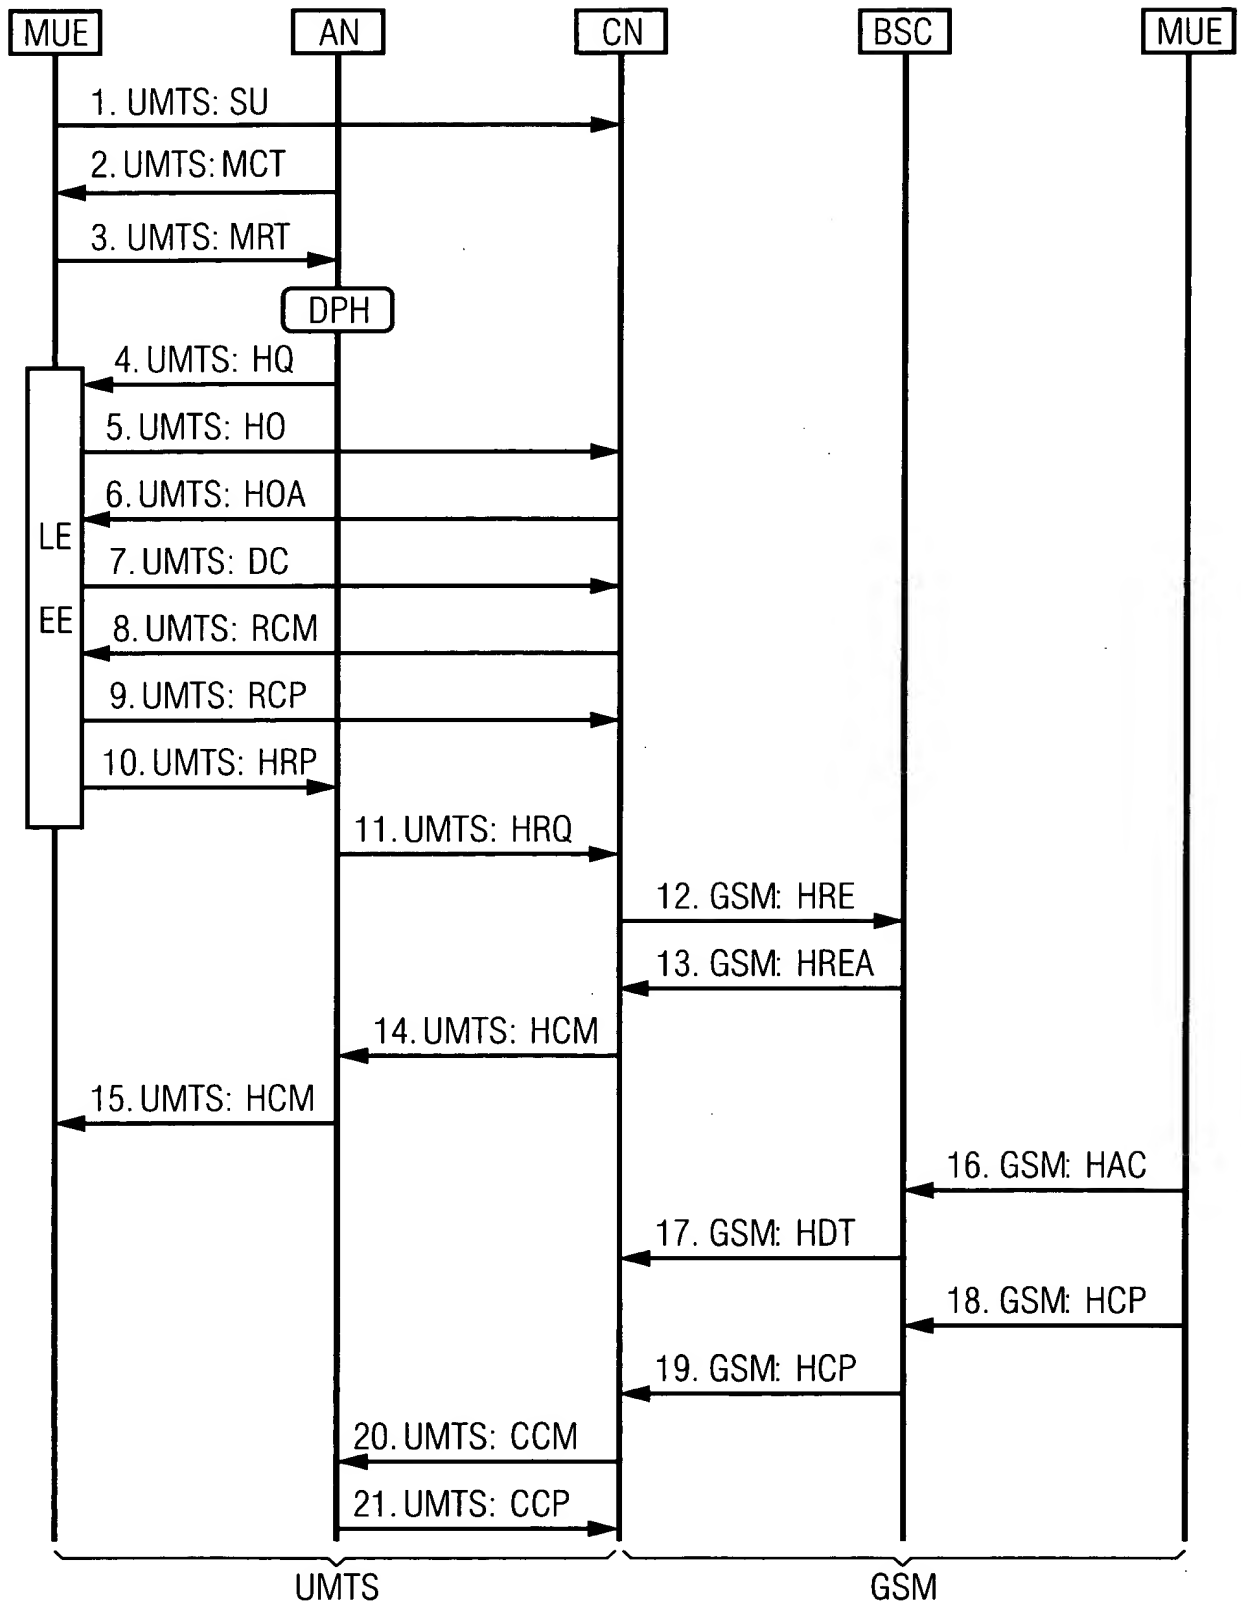 MUE AN CN BSC MUE
1. UMTS: SU
2. UMTS: MCT
3. UMTS: MRT
DPH
4. UMTS: HQ
5. UMTS: HO
6. UMTS: HOA
LE
7. UMTS: DC
EE
8. UMTS: RCM
9. UMTS: RCP
10. UMTS: HRP
11. UMTS: HRQ
12. GSM: HRE
13. GSM: HREA
14. UMTS: HCM
15. UMTS: HCM
16. GSM: HAC
17. GSM: HDT
18. GSM: HCP
19. GSM: HCP
20. UMTS: CCM
21. UMTS: CCP
UMTS GSM